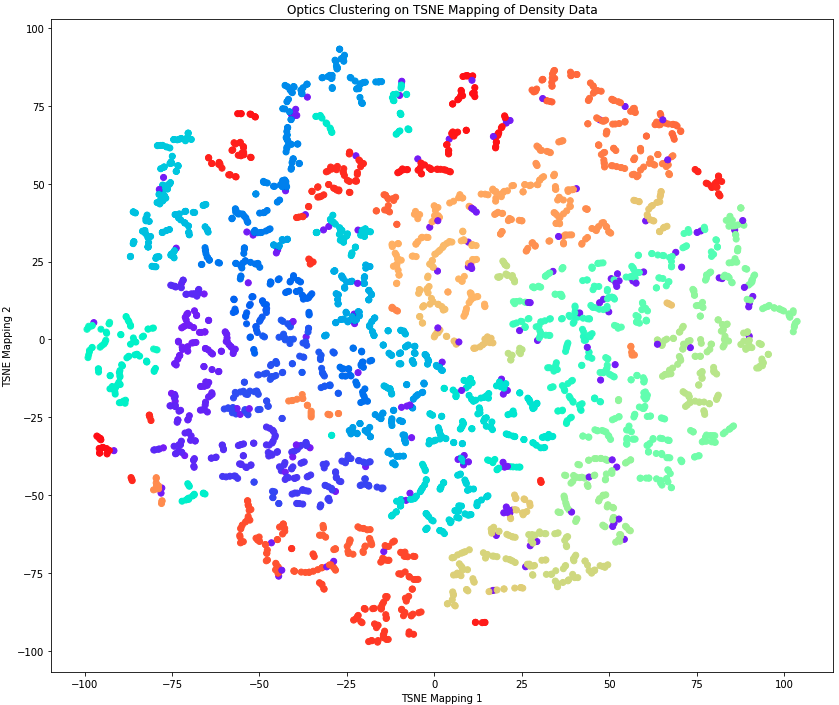 Optics Clustering on TSNE Mapping of Density Data
100
75
50
25
0
−25
−50
−75
−100
TSNE Mapping 2
−100 −75 −50 −25 0 25 50 75 100
TSNE Mapping 1